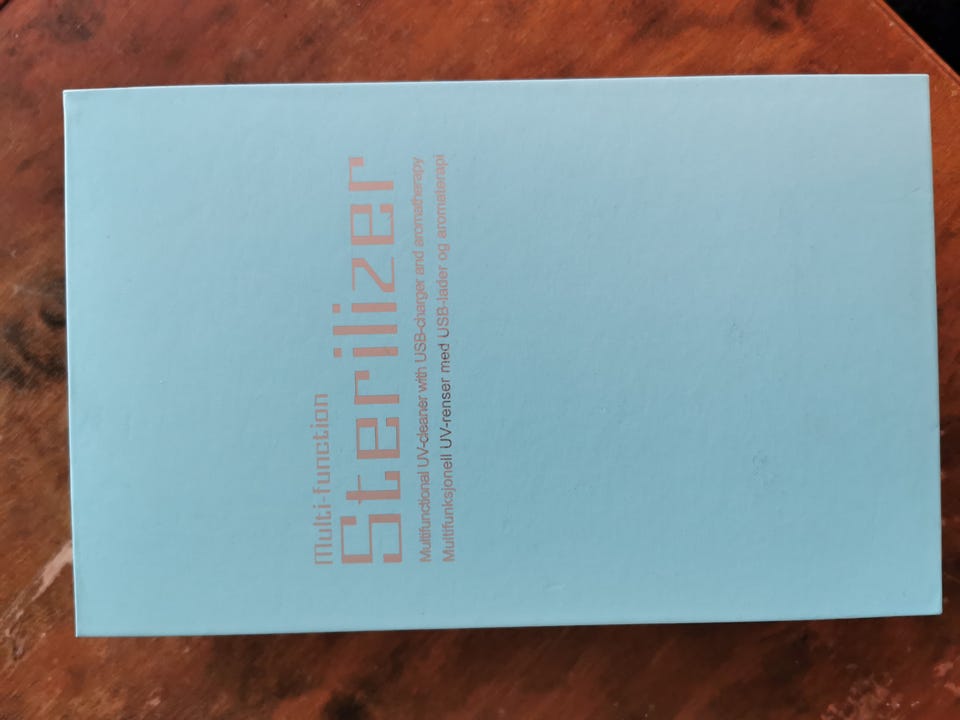 Multi-function
Sterilizer
Multifunctional UV-cleaner with USB-charger and aromatherapy
Multifunksjonell UV-renser med USB-lader og aromaterapi